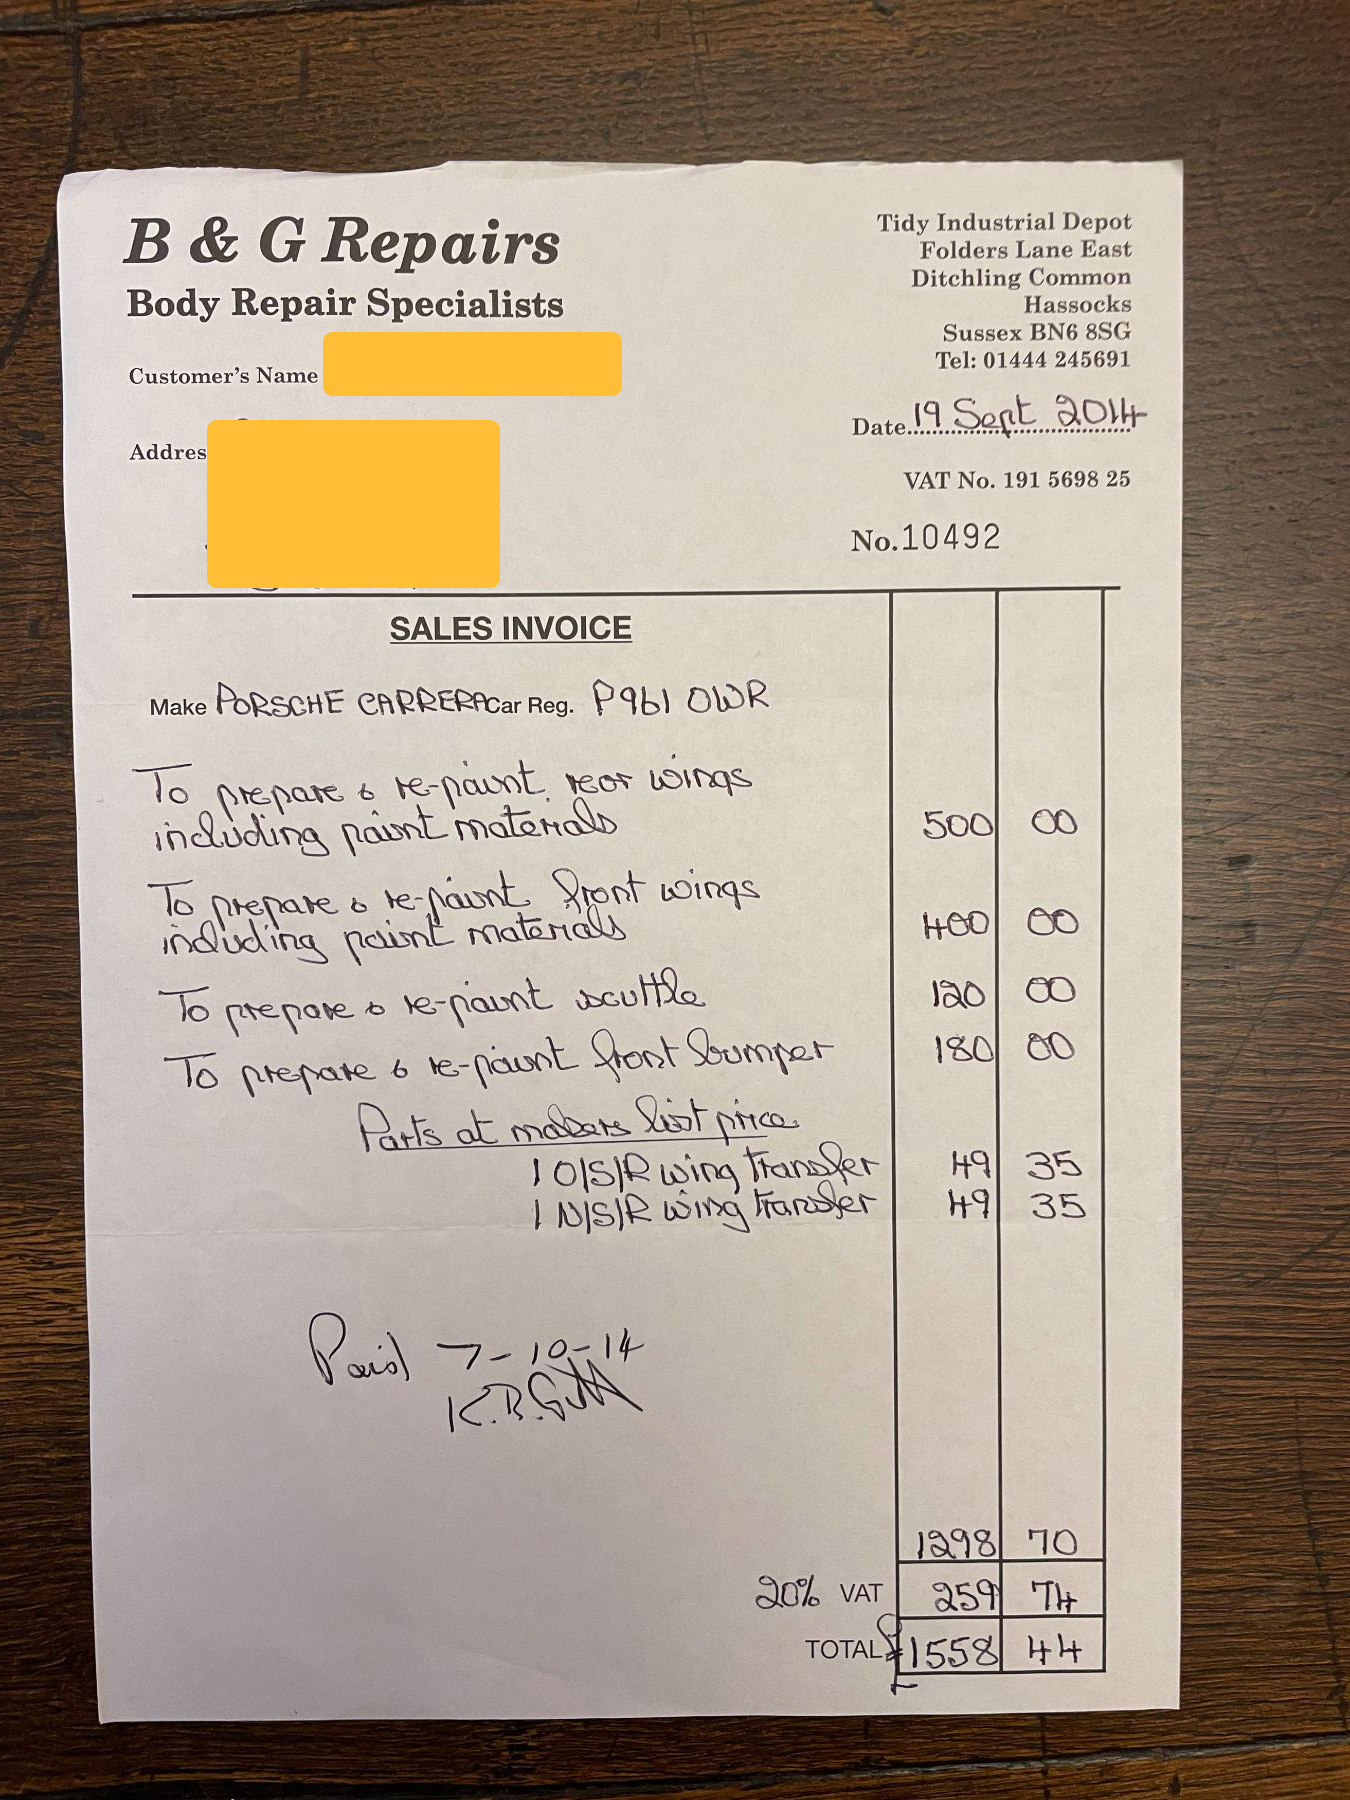 B & G Repairs
Body Repair Specialists
Tidy Industrial Depot
Folders Lane East
Ditchling Common
Hassocks
Sussex BN6 8SG
Tel: 01444 245691
Customer's Name
Addres
Date 19 Sept 2014
VAT No. 191 5698 25
No. 10492
SALES INVOICE
Make PORSCHE CARRERA Car Reg. P961 OWR
To prepare & re-paint rear wings
including paint materials 500 00
To prepare & re-paint front wings
including paint materials 400 00
To prepare & re-paint scuttle 120 00
To prepare & re-paint front bumper 180 00
Parts at makers list price
1 O/S/R wing transfer 49 35
1 N/S/R wing transfer 49 35
Paid 7-10-14
K.B.
1298 70
20% VAT 259 74
TOTAL £ 1558 44